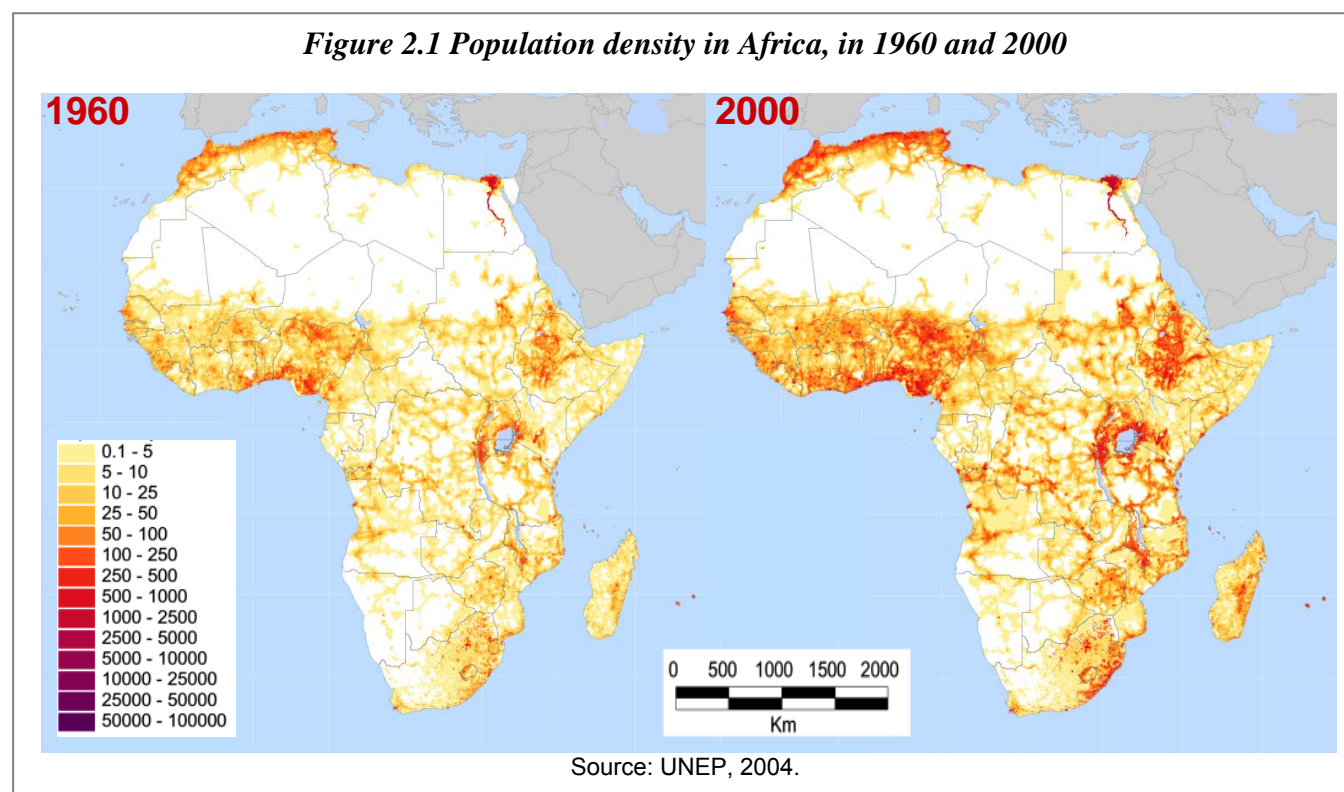 Figure 2.1 Population density in Africa, in 1960 and 2000
1960
2000
0.1 - 5
5 - 10
10 - 25
25 - 50
50 - 100
100 - 250
250 - 500
500 - 1000
1000 - 2500
2500 - 5000
5000 - 10000
10000 - 25000
25000 - 50000
50000 - 100000
0 500 1000 1500 2000
Km
Source: UNEP, 2004.